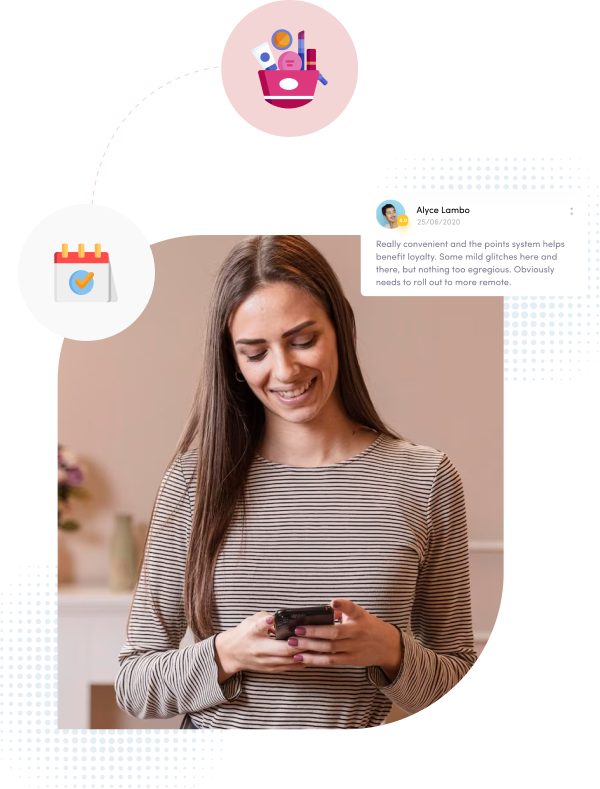 Alyce Lambo
25/06/2020
Really convenient and the points system helps
benefit loyalty. Some mild glitches here and
there, but nothing too egregious. Obviously
needs to roll out to more remote.